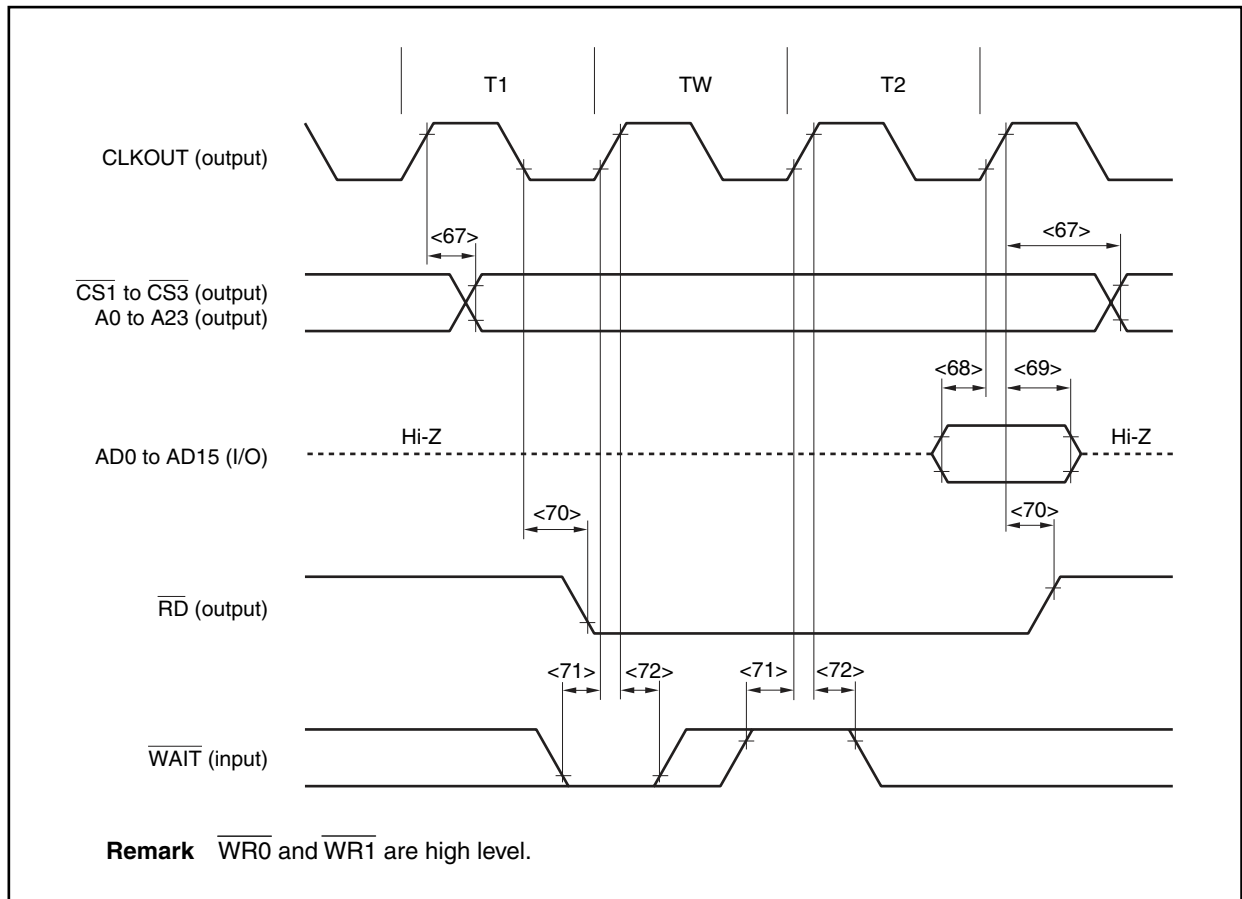 T1 TW T2
CLKOUT (output)
<67> <67>
CS1 to CS3 (output)
A0 to A23 (output)
<68> <69>
Hi-Z Hi-Z
AD0 to AD15 (I/O)
<70> <70>
RD (output)
<71> <72> <71> <72>
WAIT (input)
Remark WR0 and WR1 are high level.